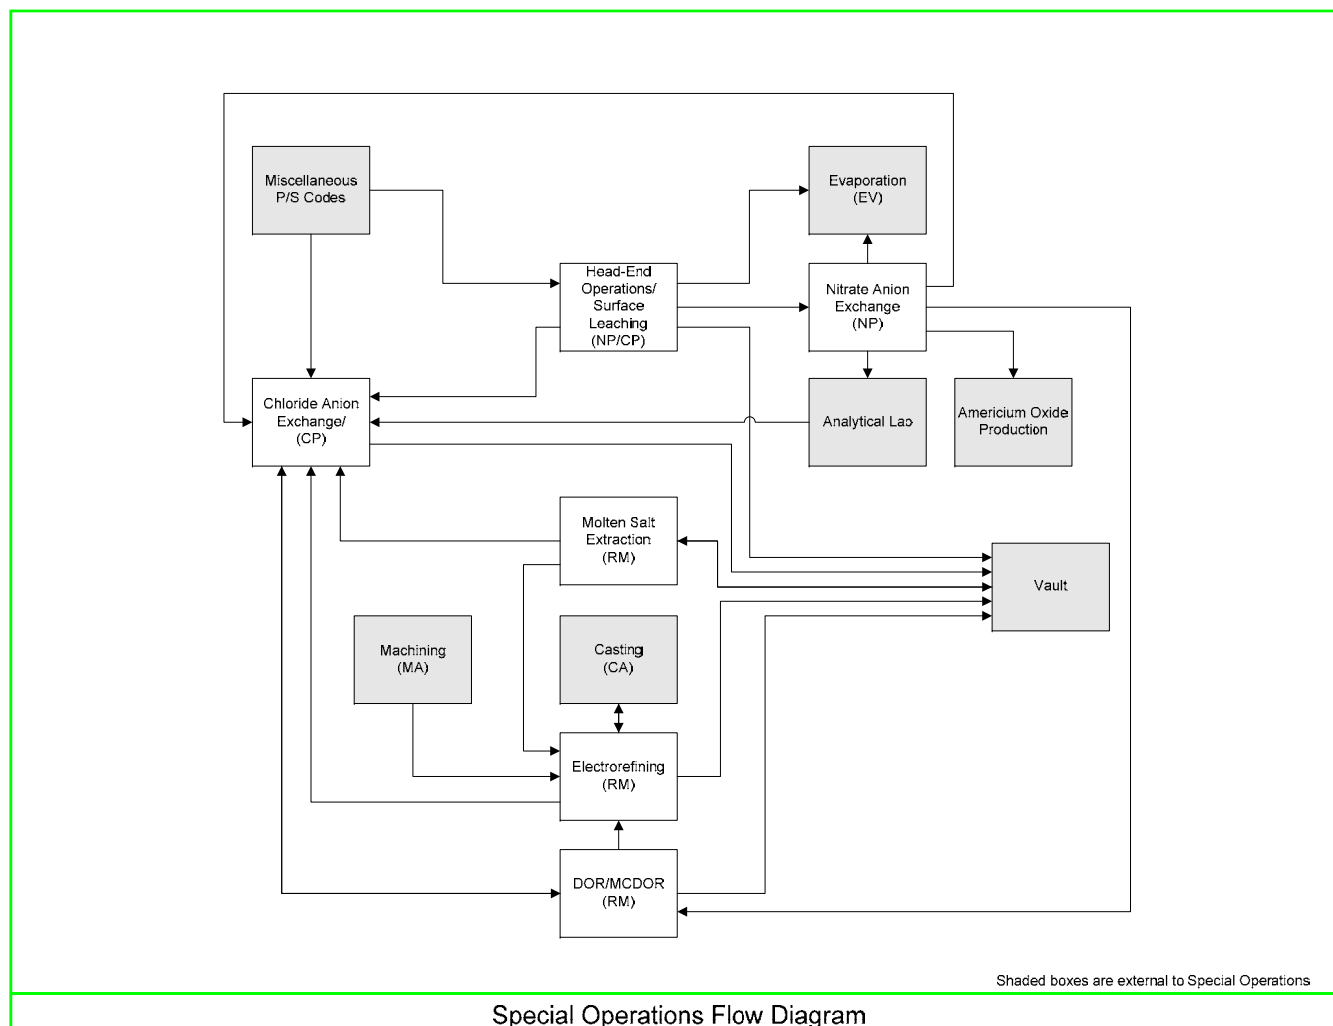 Miscellaneous
P/S Codes
Evaporation
(EV)
Head-End
Operations/
Surface
Leaching
(NP/CP)
Nitrate Anion
Exchange
(NP)
Chloride Anion
Exchange/
(CP)
Analytical Lab
Americium Oxide
Production
Molten Salt
Extraction
(RM)
Vault
Machining
(MA)
Casting
(CA)
Electrorefining
(RM)
DOR/MCDOR
(RM)
Shaded boxes are external to Special Operations
Special Operations Flow Diagram